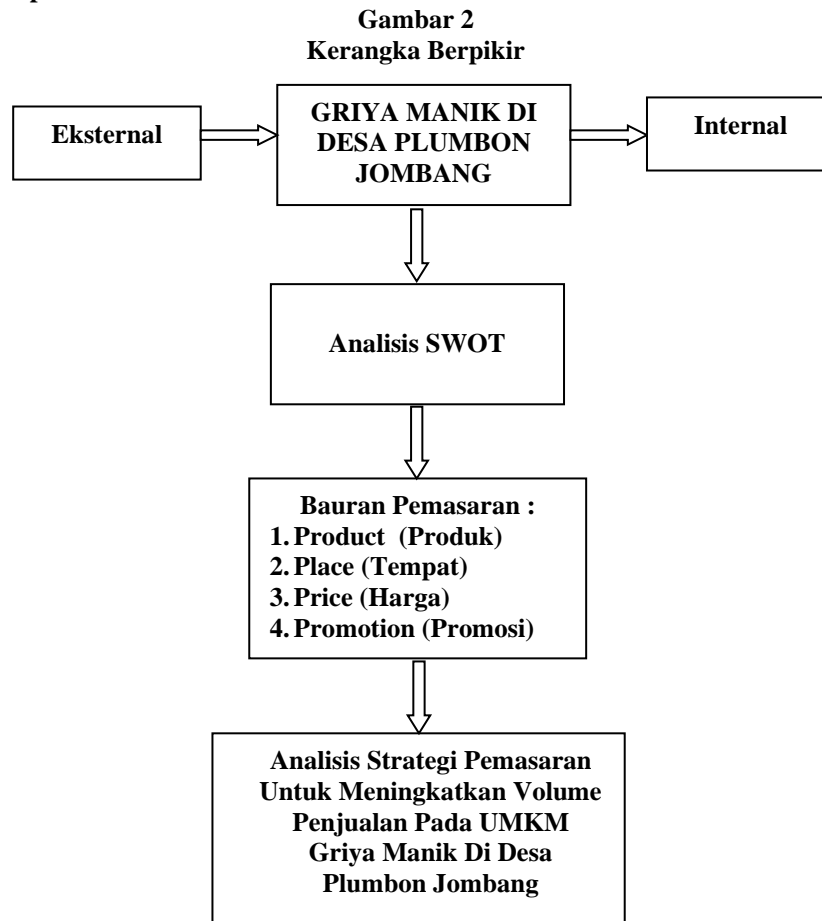 Gambar 2
Kerangka Berpikir
Eksternal
GRIYA MANIK DI
DESA PLUMBON
JOMBANG
Internal
Analisis SWOT
Bauran Pemasaran :
1. Product (Produk)
2. Place (Tempat)
3. Price (Harga)
4. Promotion (Promosi)
Analisis Strategi Pemasaran
Untuk Meningkatkan Volume
Penjualan Pada UMKM
Griya Manik Di Desa
Plumbon Jombang